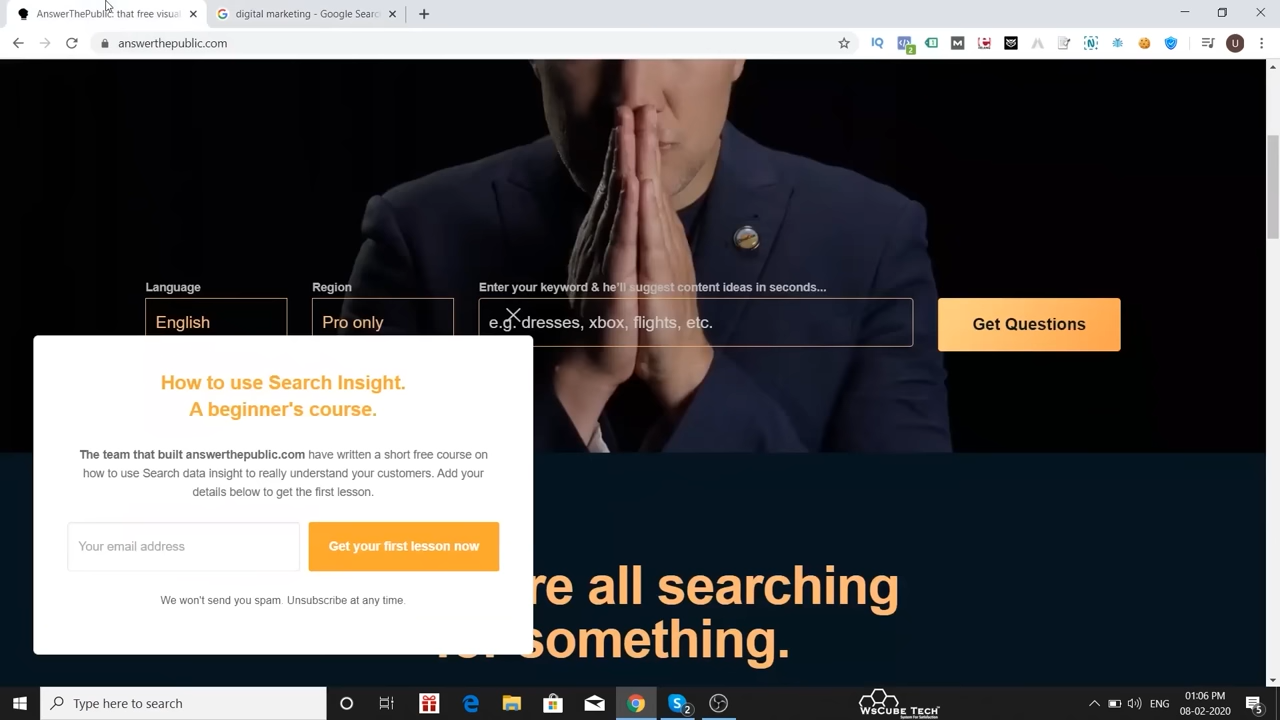 AnswerThePublic: that free visual
digital marketing - Google Searc
answerthepublic.com
2
U
Language
Region
Enter your keyword & he'll suggest content ideas in seconds...
English
Pro only
e.g. dresses, xbox, flights, etc.
Get Questions
How to use Search Insight.
A beginner's course.
The team that built answerthepublic.com have written a short free course on
how to use Search data insight to really understand your customers. Add your
details below to get the first lesson.
Your email address
Get your first lesson now
We won't send you spam. Unsubscribe at any time.
re all searching
for something.
Type here to search
2
WsCube Tech
System For Satisfaction
ENG
01:06 PM
08-02-2020
5